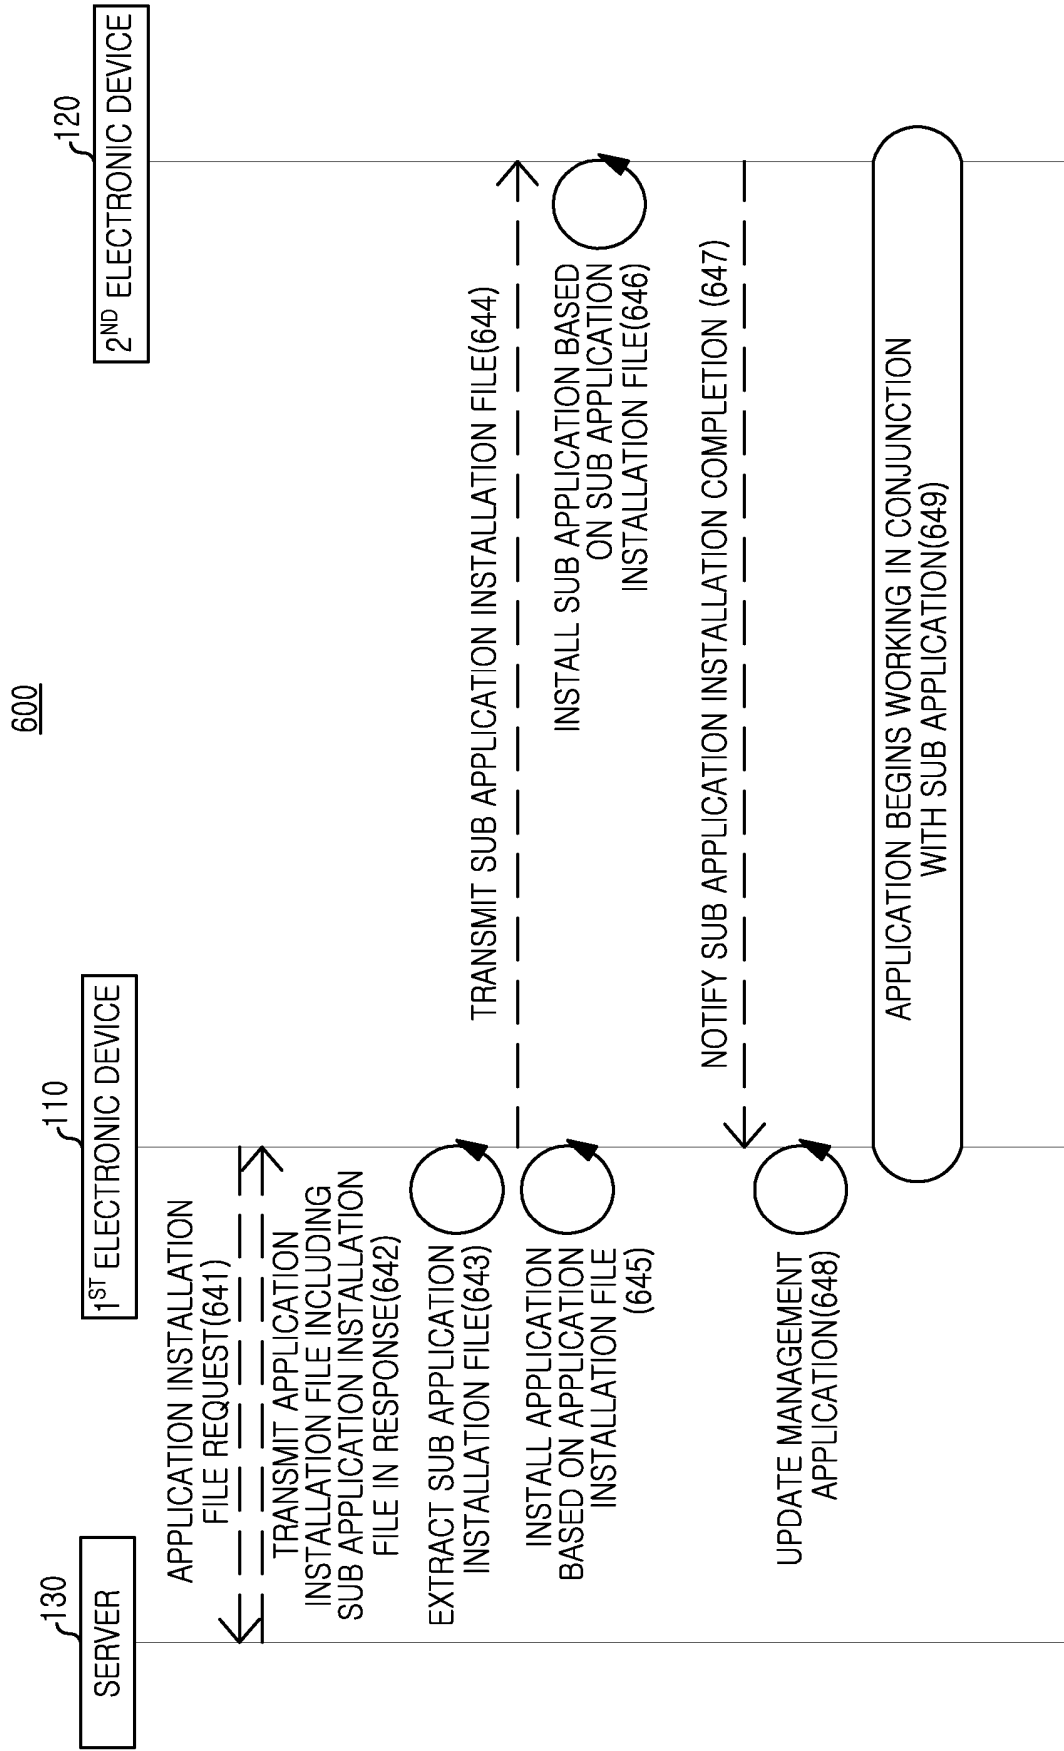 600
130
SERVER
110
1ST ELECTRONIC DEVICE
120
2ND ELECTRONIC DEVICE
APPLICATION INSTALLATION
FILE REQUEST(641)
TRANSMIT APPLICATION
INSTALLATION FILE INCLUDING
SUB APPLICATION INSTALLATION
FILE IN RESPONSE(642)
EXTRACT SUB APPLICATION
INSTALLATION FILE(643)
TRANSMIT SUB APPLICATION INSTALLATION FILE(644)
INSTALL APPLICATION
BASED ON APPLICATION
INSTALLATION FILE
(645)
INSTALL SUB APPLICATION BASED
ON SUB APPLICATION
INSTALLATION FILE(646)
NOTIFY SUB APPLICATION INSTALLATION COMPLETION (647)
UPDATE MANAGEMENT
APPLICATION(648)
APPLICATION BEGINS WORKING IN CONJUNCTION
WITH SUB APPLICATION(649)